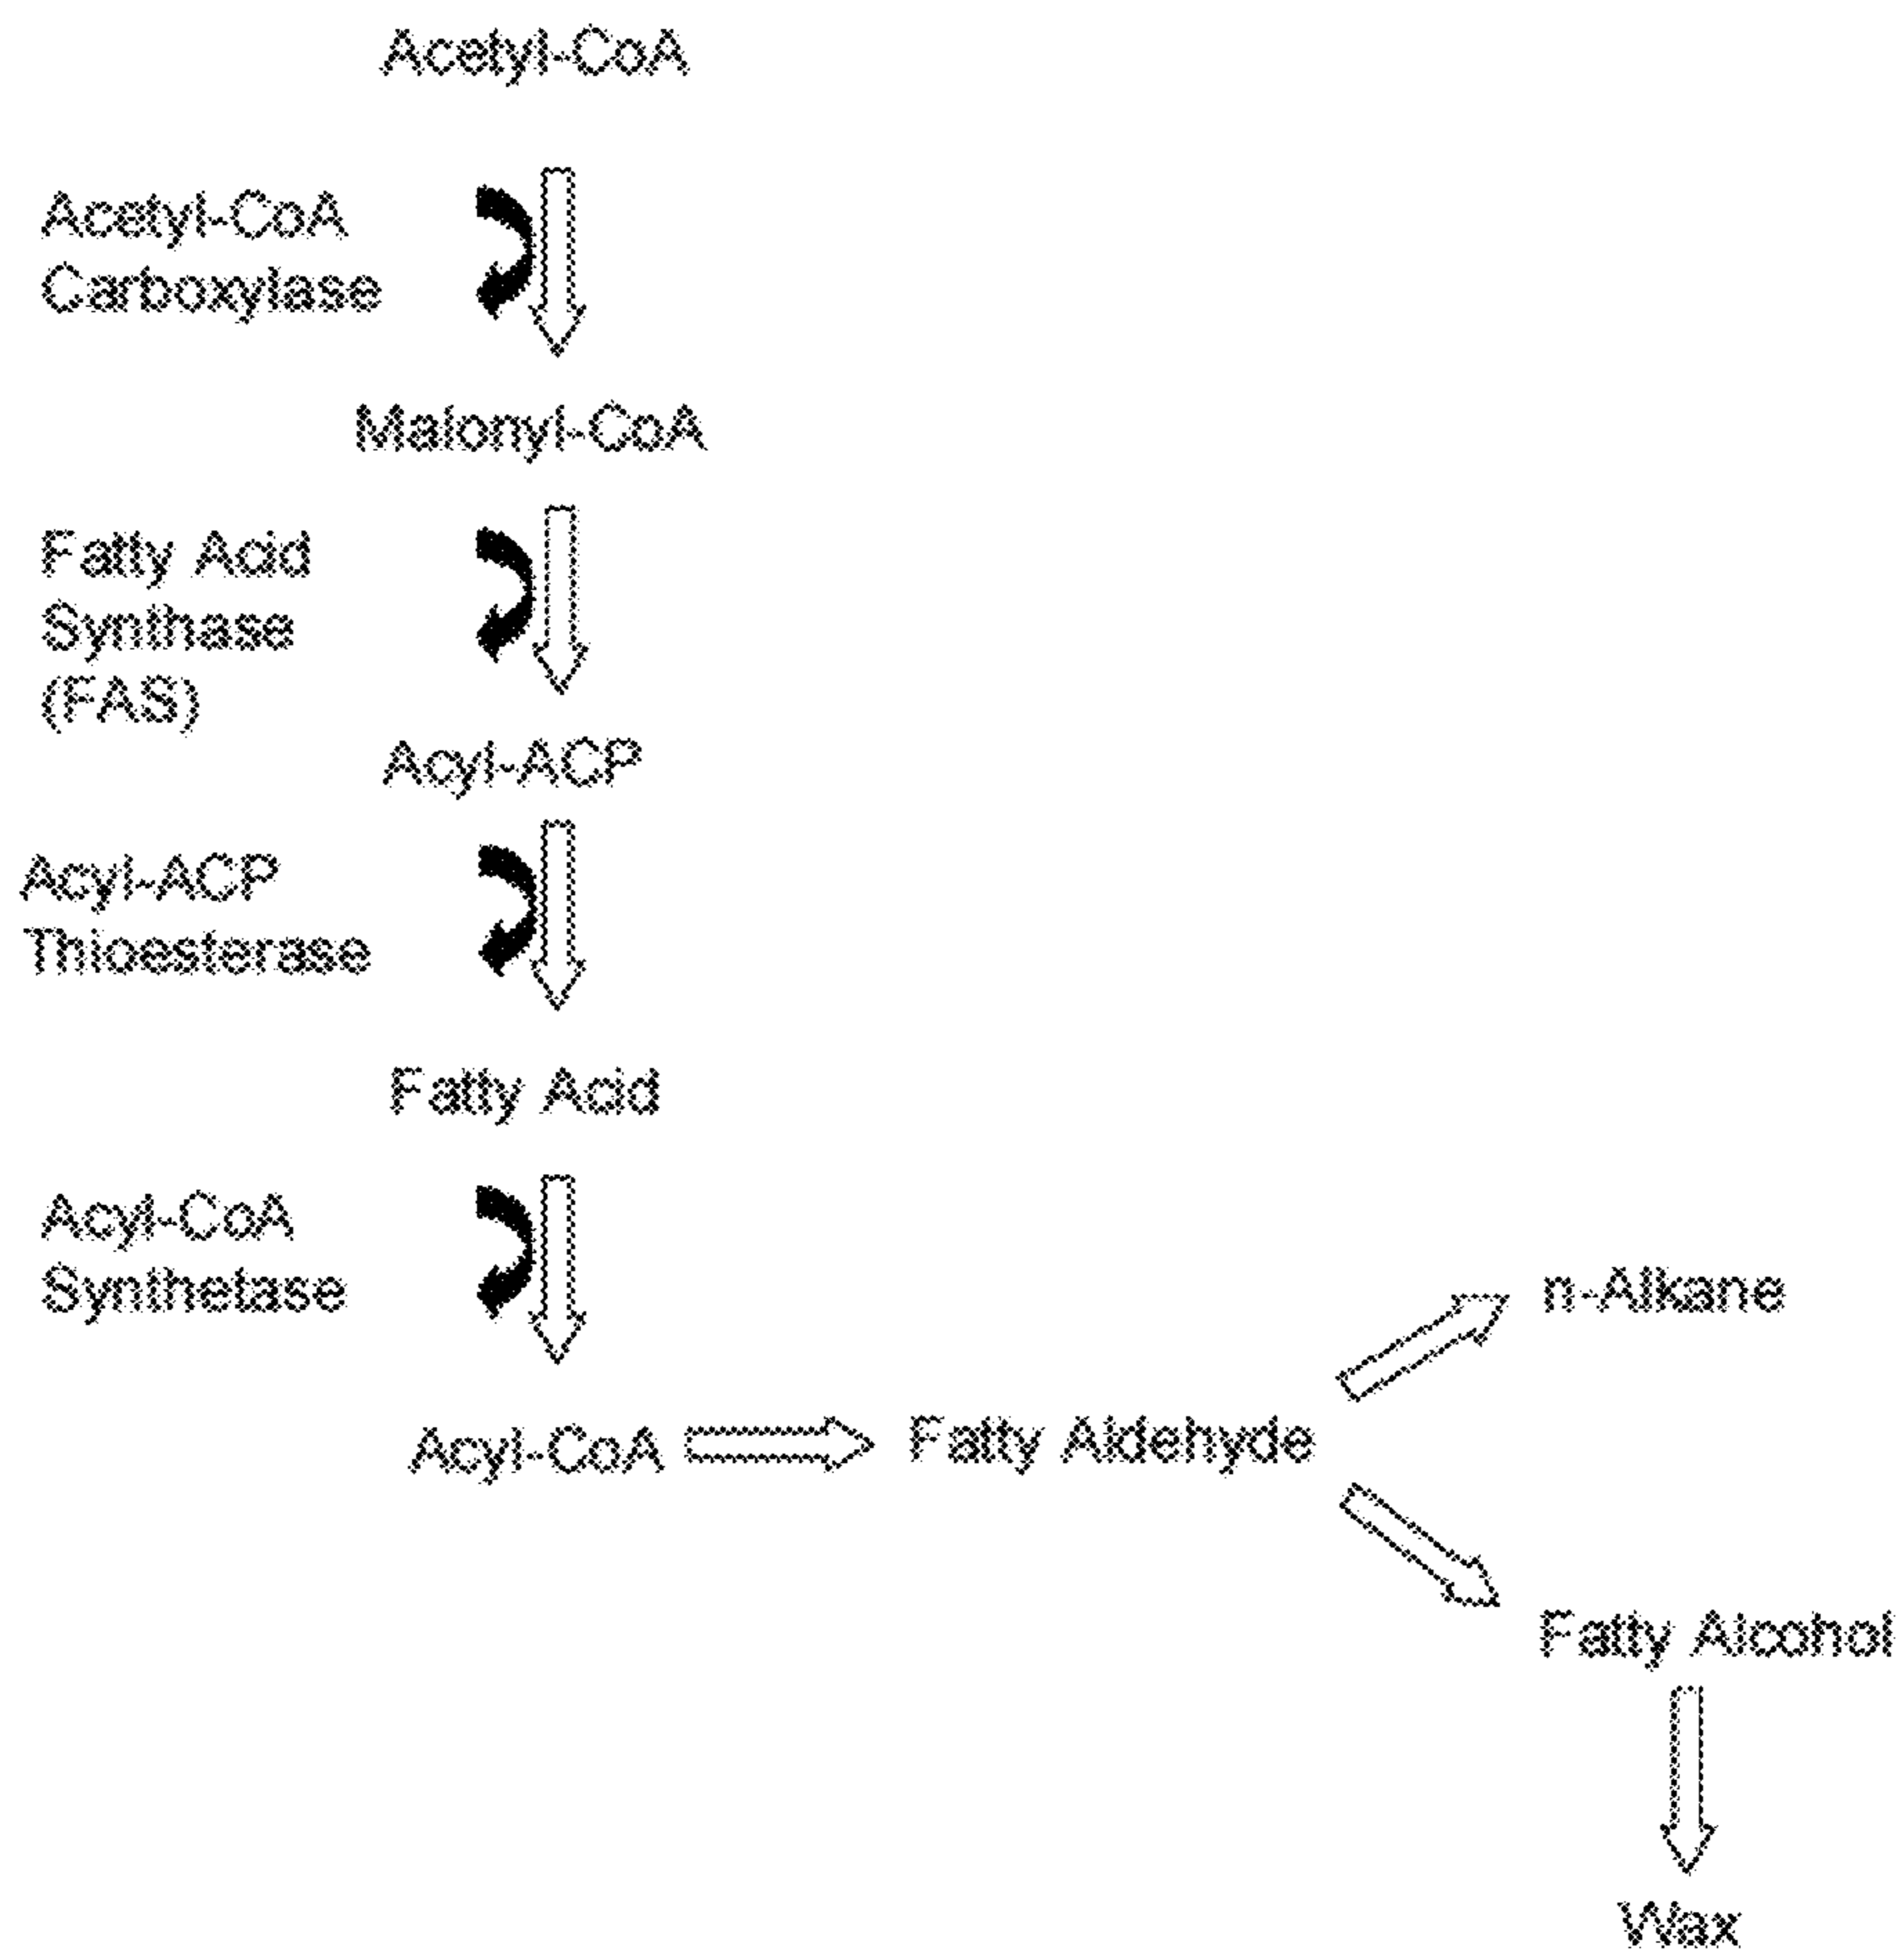 Acetyl-CoA
Acetyl-CoA
Carboxylase
Malonyl-CoA
Fatty Acid
Synthase
(FAS)
Acyl-ACP
Acyl-ACP
Thioesterase
Fatty Acid
Acyl-CoA
Synthetase
n-Alkane
Acyl-CoA
Fatty Aldehyde
Fatty Alcohol
Wax